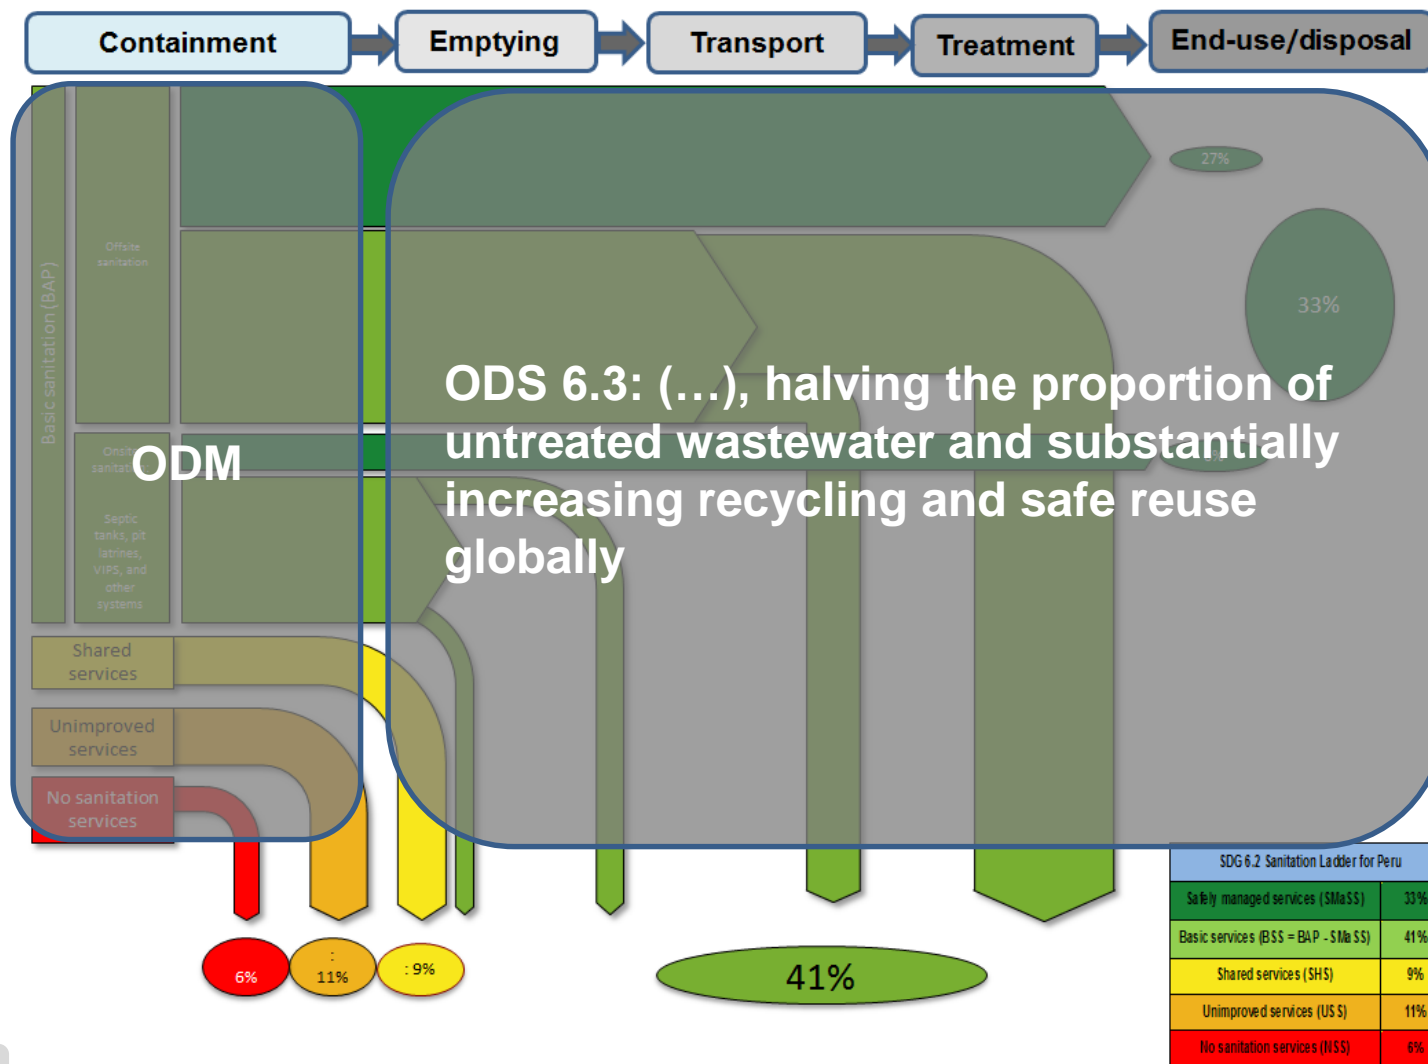 Containment
Emptying
Transport
Treatment
End-use/disposal
Basic sanitation (BAP)
Offsite
sanitation
27%
33%
ODS 6.3: (…), halving the proportion of
untreated wastewater and substantially
increasing recycling and safe reuse
globally
ODM
Onsite
sanitation:
Septic
tanks, pit
latrines,
VIPS, and
other
systems
Shared
services
Unimproved
services
No sanitation
services
6%
:
11%
: 9%
41%
SDG 6.2 Sanitation Ladder for Peru
Safely managed services (SMaSS) 33%
Basic services (BSS = BAP - SMaSS) 41%
Shared services (SHS) 9%
Unimproved services (USS) 11%
No sanitation services (NSS) 6%